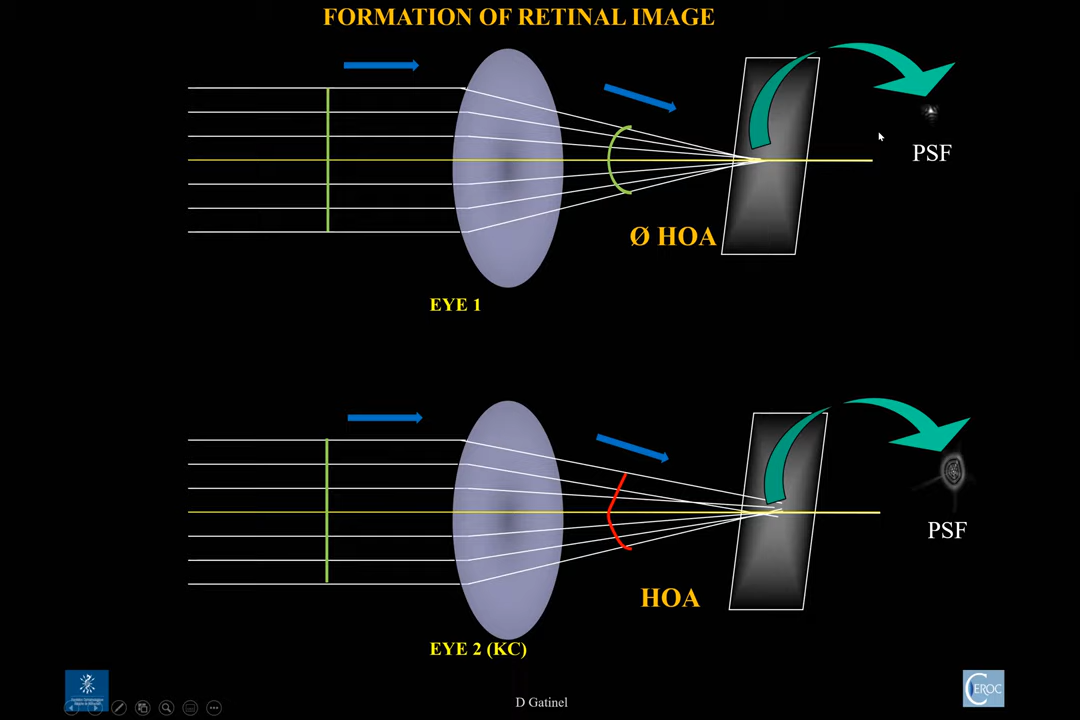 FORMATION OF RETINAL IMAGE
PSF
Ø HOA
EYE 1
PSF
HOA
EYE 2 (KC)
D Gatinel
CEROC